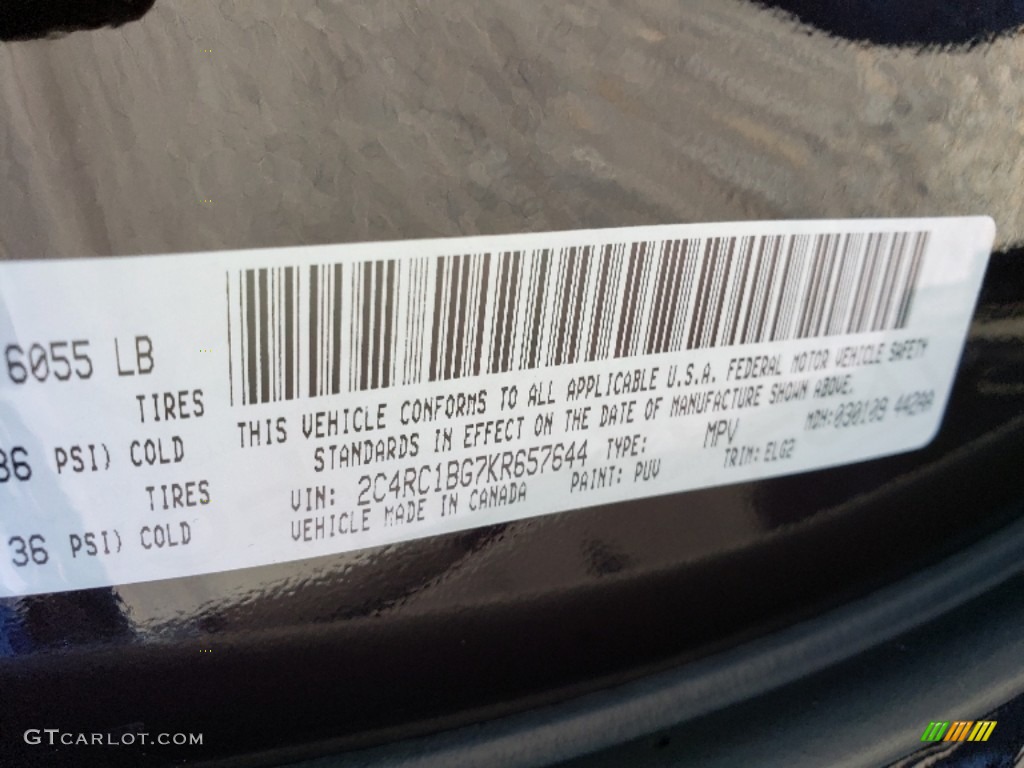 6055 LB
TIRES
36 PSI) COLD
TIRES
36 PSI) COLD
THIS VEHICLE CONFORMS TO ALL APPLICABLE U.S.A. FEDERAL MOTOR VEHICLE SAFETY
STANDARDS IN EFFECT ON THE DATE OF MANUFACTURE SHOWN ABOVE.
VIN: 2C4RC1BG7KR657644 TYPE: MPV MDH:030109
VEHICLE MADE IN CANADA PAINT: PUV TRIM: ELG2
GTCARLOT.COM